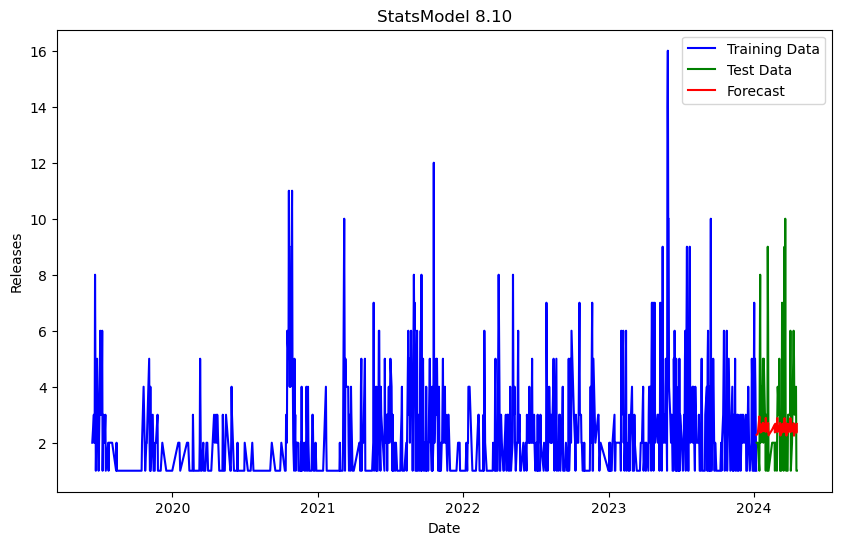 StatsModel 8.10
Training Data
Test Data
Forecast
Releases
16
14
12
10
8
6
4
2
2020 2021 2022 2023 2024
Date